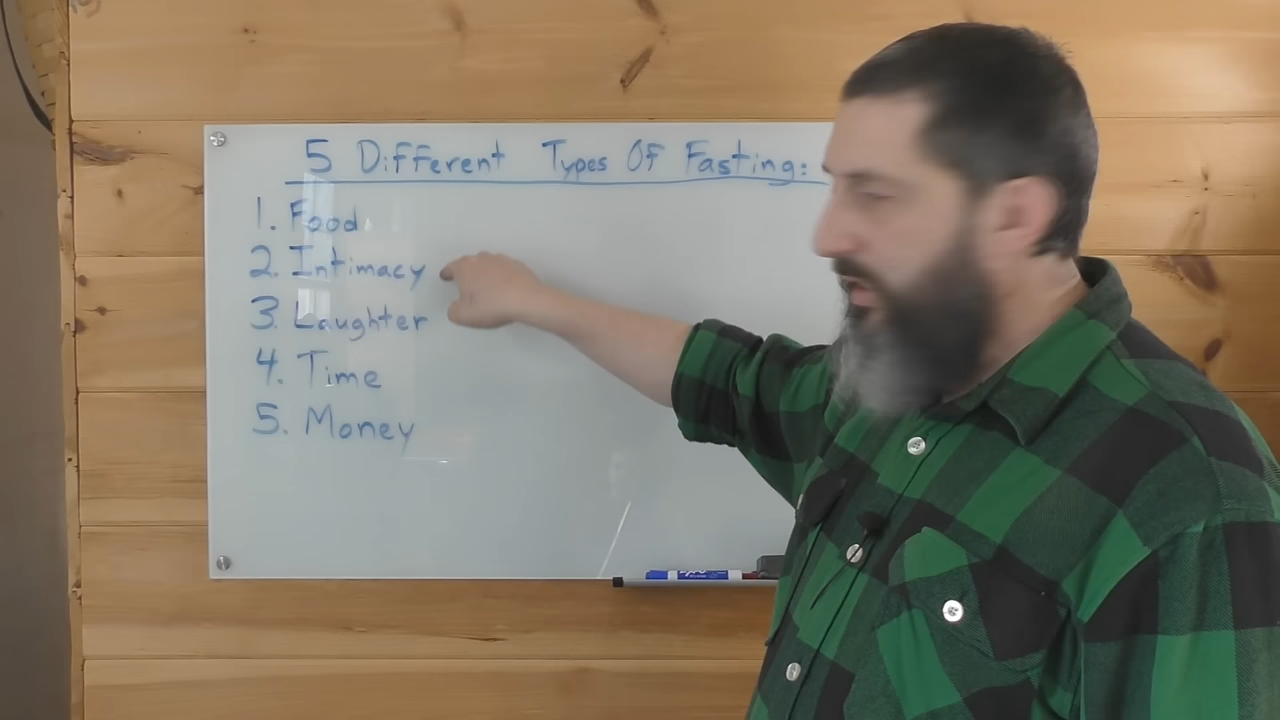 5 Different Types Of Fasting:
1. Food
2. Intimacy
3. Laughter
4. Time
5. Money